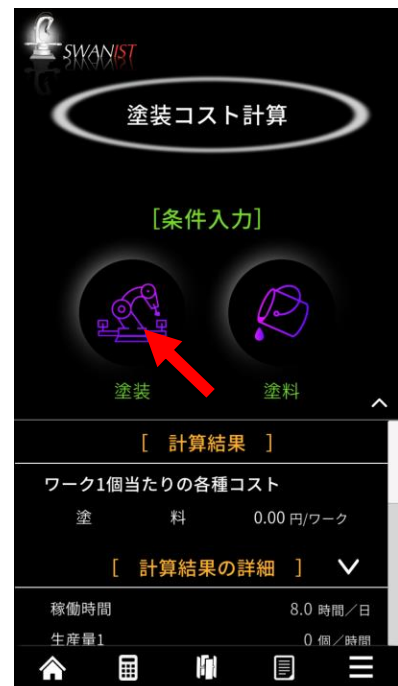 SWANIST
塗装コスト計算
[条件入力]
塗装 塗料
[ 計算結果 ]
ワーク1個当たりの各種コスト
塗 料 0.00 円/ワーク
[ 計算結果の詳細 ]
稼働時間 8.0 時間/日
生産量1 0 個/時間